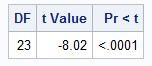 DF t Value Pr < t
23 -8.02 <.0001